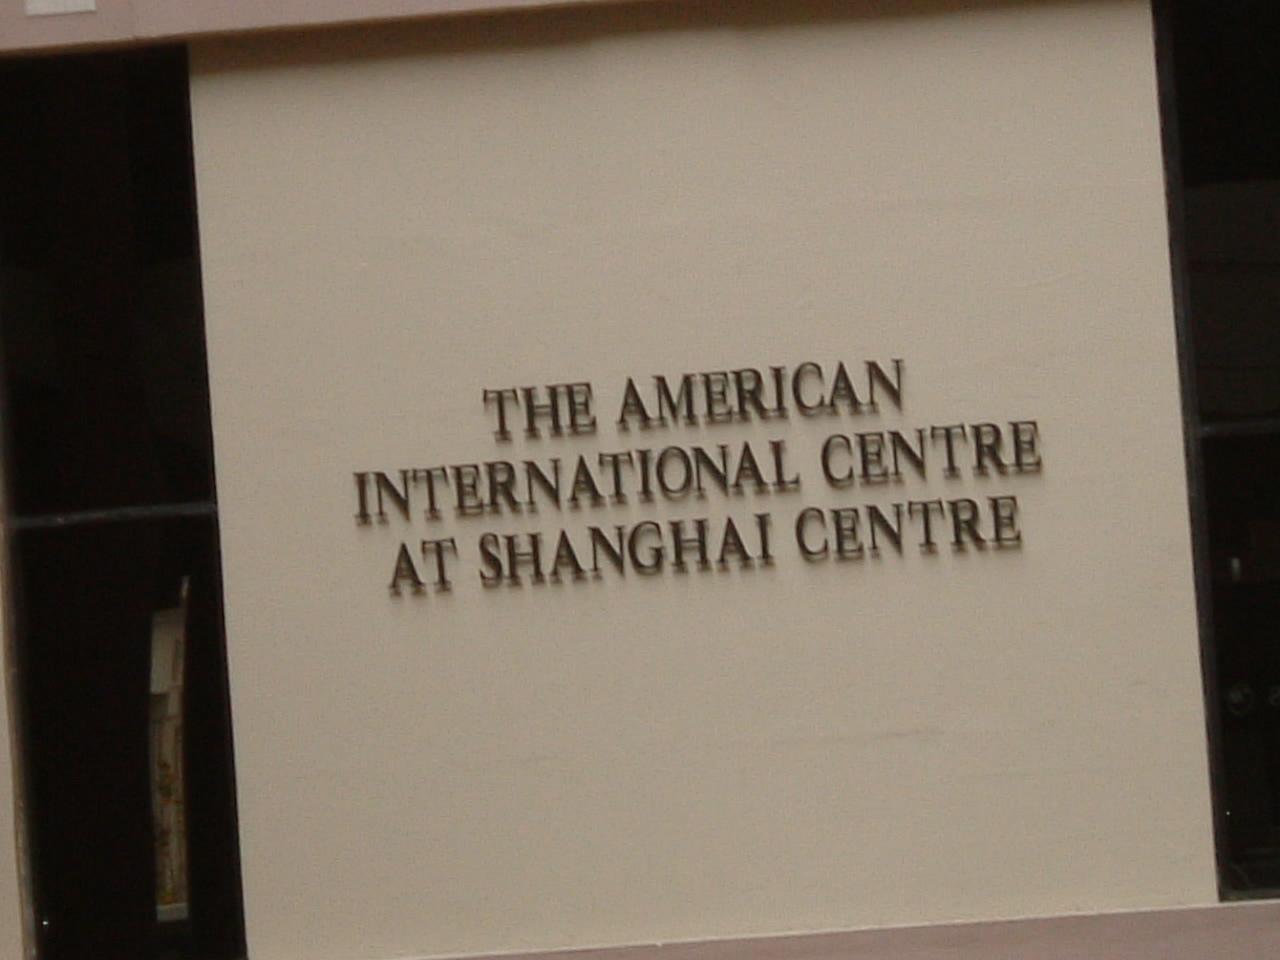 THE AMERICAN
INTERNATIONAL CENTRE
AT SHANGHAI CENTRE